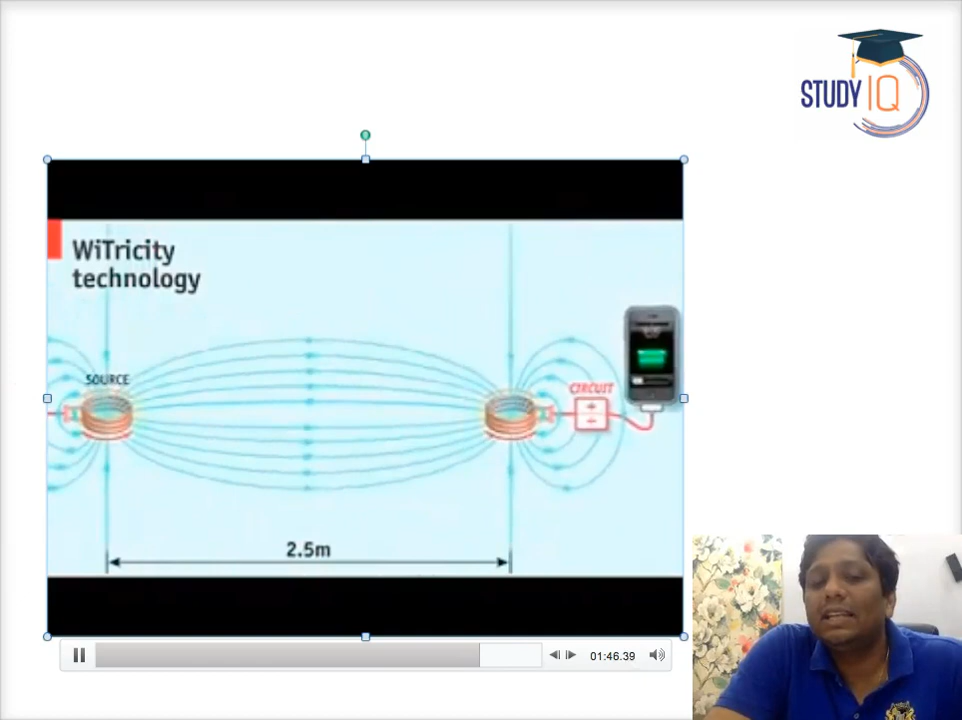 STUDY IQ
WiTricity
technology
SOURCE
CIRCUIT
2.5m
01:46.39